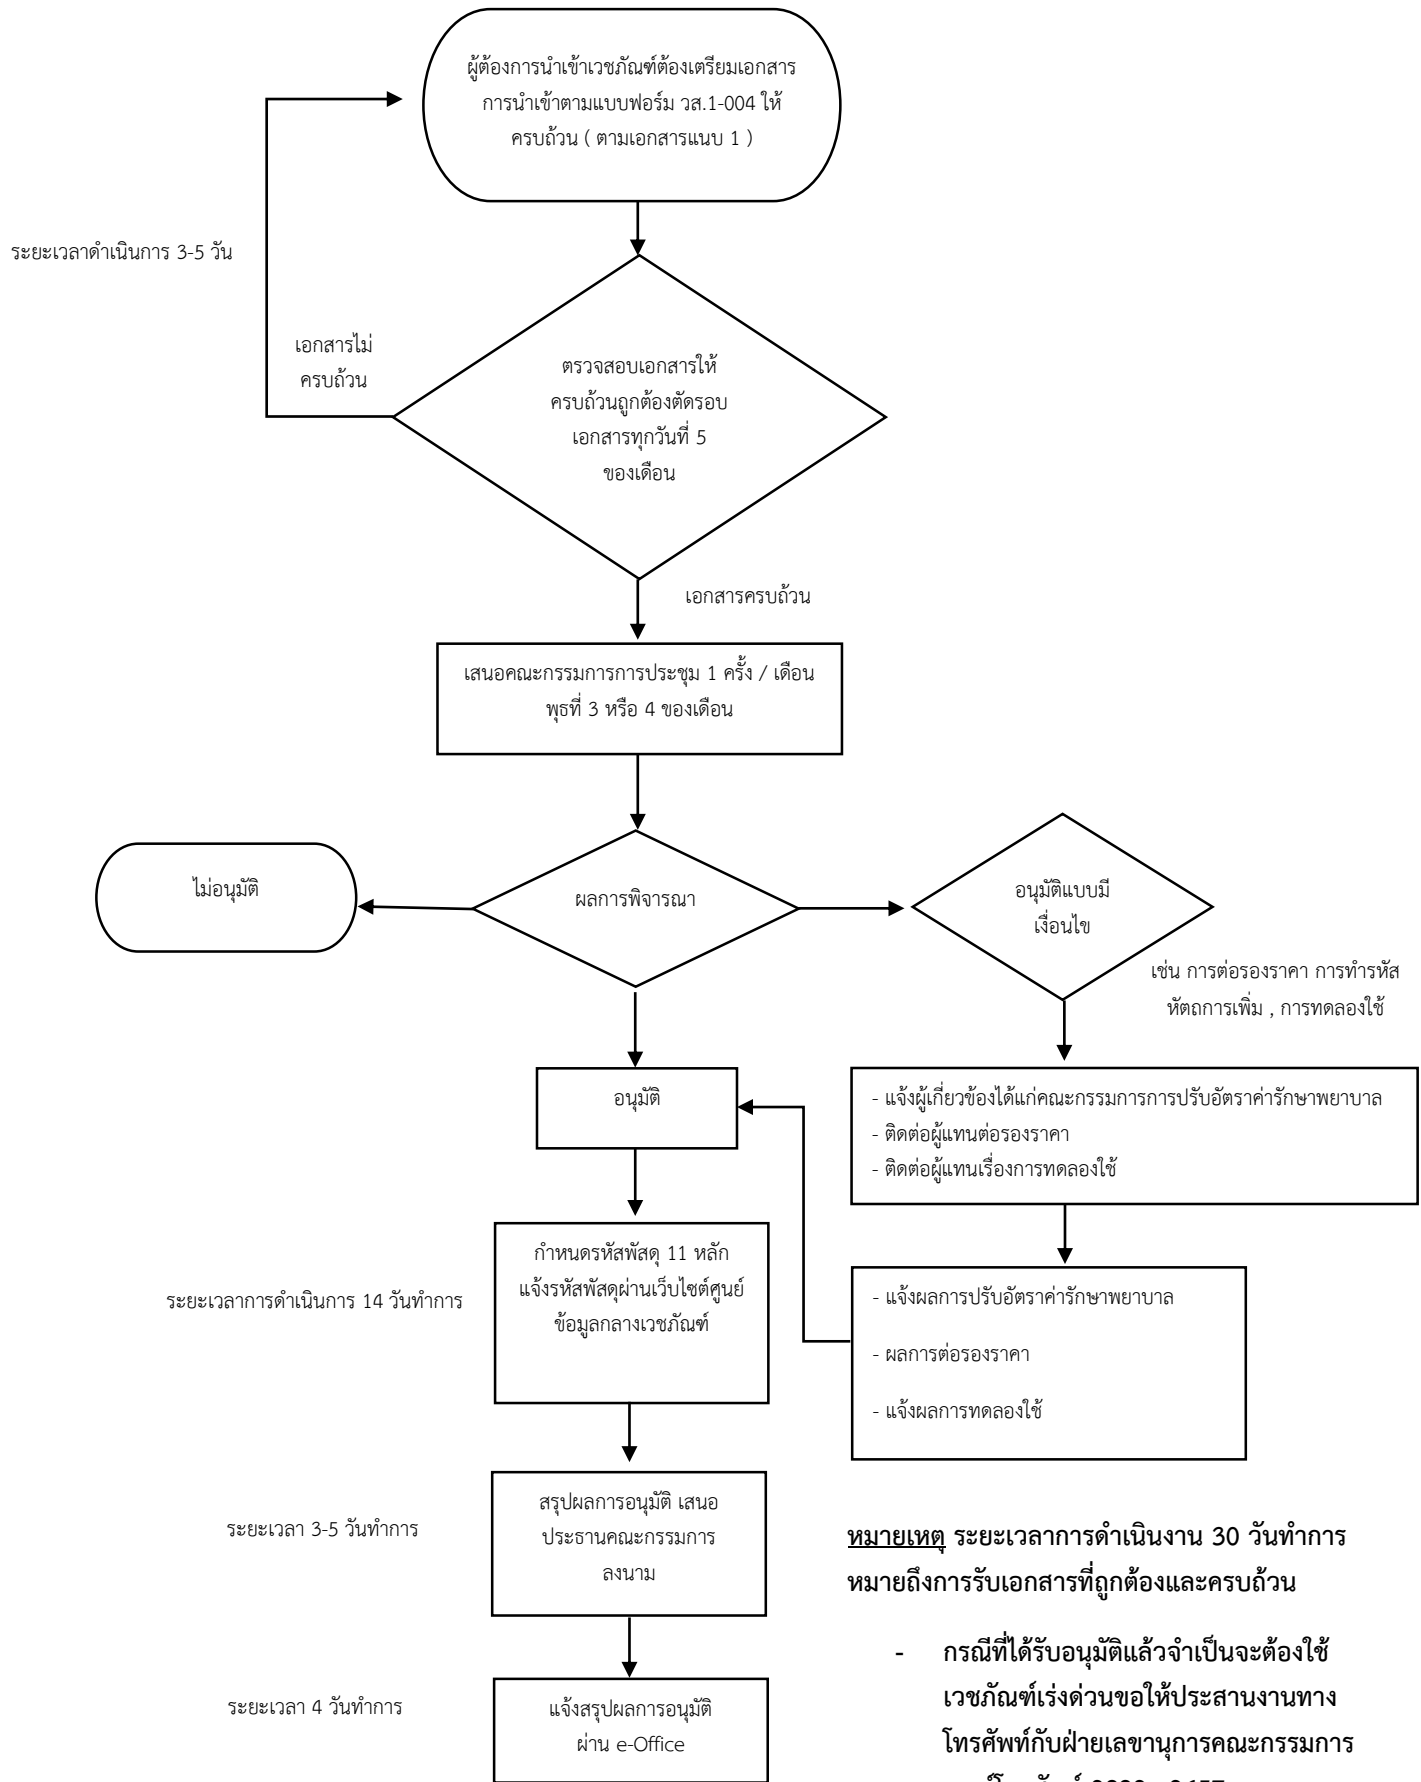 ผู้ต้องการนำเข้าเวชภัณฑ์ต้องเตรียมเอกสาร
การนำเข้าตามแบบฟอร์ม วส.1-004 ให้
ครบถ้วน ( ตามเอกสารแนบ 1 )
ระยะเวลาดำเนินการ 3-5 วัน
เอกสารไม่
ครบถ้วน
ตรวจสอบเอกสารให้
ครบถ้วนถูกต้องตัดรอบ
เอกสารทุกวันที่ 5
ของเดือน
เอกสารครบถ้วน
เสนอคณะกรรมการการประชุม 1 ครั้ง / เดือน
พุธที่ 3 หรือ 4 ของเดือน
ไม่อนุมัติ
ผลการพิจารณา
อนุมัติแบบมี
เงื่อนไข
เช่น การต่อรองราคา การทำรหัส
หัตถการเพิ่ม , การทดลองใช้
อนุมัติ
- แจ้งผู้เกี่ยวข้องได้แก่คณะกรรมการการปรับอัตราค่ารักษาพยาบาล
- ติดต่อผู้แทนต่อรองราคา
- ติดต่อผู้แทนเรื่องการทดลองใช้
ระยะเวลาการดำเนินการ 14 วันทำการ
กำหนดรหัสพัสดุ 11 หลัก
แจ้งรหัสพัสดุผ่านเว็บไซต์ศูนย์
ข้อมูลกลางเวชภัณฑ์
- แจ้งผลการปรับอัตราค่ารักษาพยาบาล
- ผลการต่อรองราคา
- แจ้งผลการทดลองใช้
ระยะเวลา 3-5 วันทำการ
สรุปผลการอนุมัติ เสนอ
ประธานคณะกรรมการ
ลงนาม
หมายเหตุ ระยะเวลาการดำเนินงาน 30 วันทำการ
หมายถึงการรับเอกสารที่ถูกต้องและครบถ้วน
- กรณีที่ได้รับอนุมัติแล้วจำเป็นจะต้องใช้
เวชภัณฑ์เร่งด่วนขอให้ประสานงานทาง
โทรศัพท์กับฝ่ายเลขานุการคณะกรรมการ
ระยะเวลา 4 วันทำการ
แจ้งสรุปผลการอนุมัติ
ผ่าน e-Office